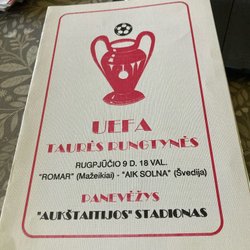 UEFA
TAURĖS RUNGTYNĖS
RUGPJŪČIO 9 D. 18 VAL.
"ROMAR" (Mažeikiai) - "AIK SOLNA" (Švedija)
PANEVĖŽYS
"AUKŠTAITIJOS" STADIONAS